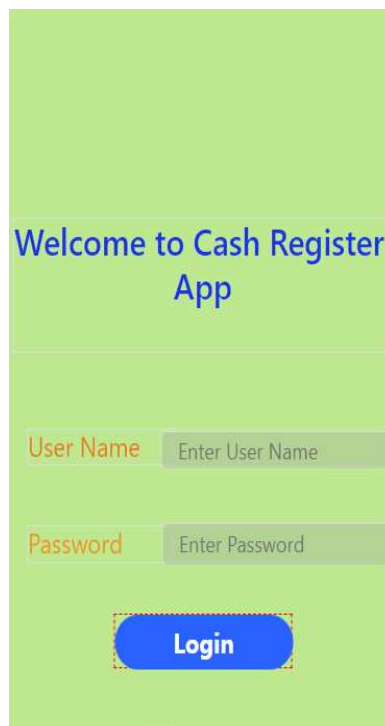 Welcome to Cash Register
App
User Name
Enter User Name
Password
Enter Password
Login